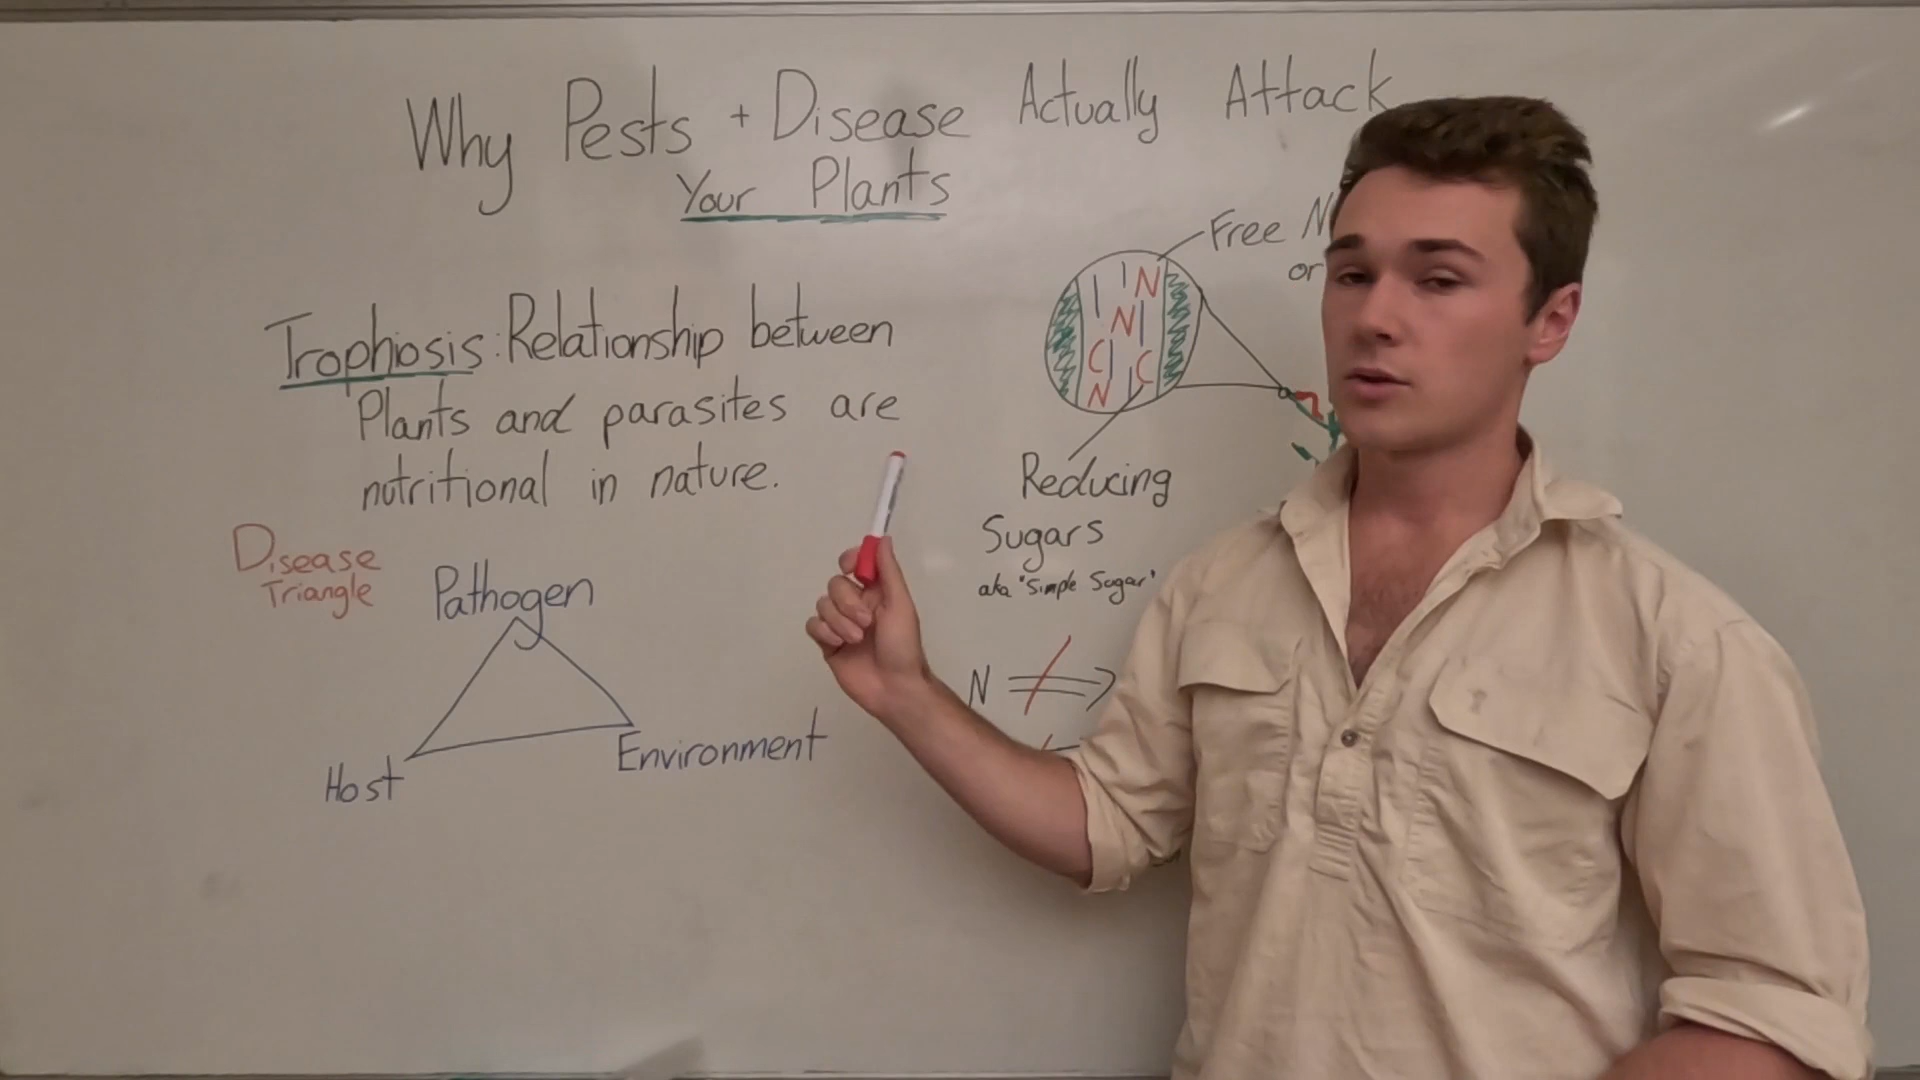 Why Pests + Disease Actually Attack
Your Plants
Trophiosis: Relationship between
Plants and parasites are
nutritional in nature.
Disease
Triangle
Pathogen
Host
Environment
Free N
or
N
N
C
C
N
Reducing
Sugars
aka "Simple Sugar"
N